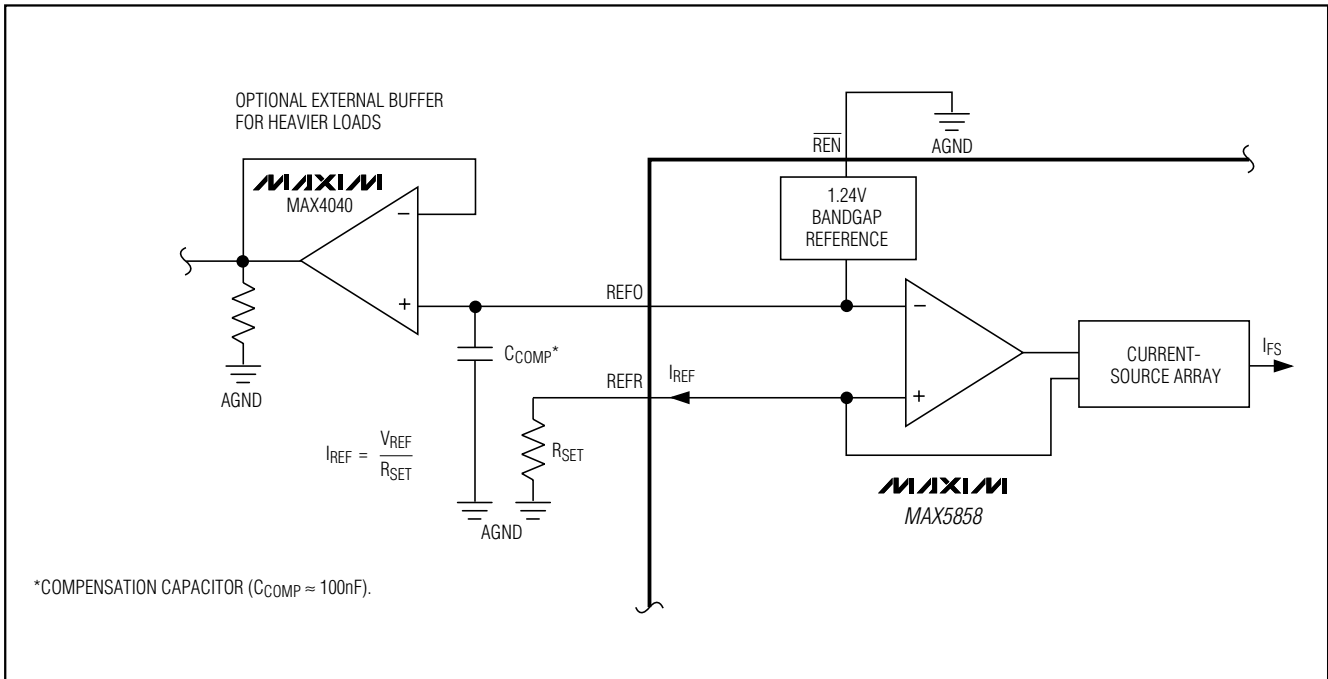 OPTIONAL EXTERNAL BUFFER
FOR HEAVIER LOADS
MAXIM
MAX4040
−
+
AGND
REN
AGND
1.24V
BANDGAP
REFERENCE
REFO
CCOMP*
REFR
IREF
−
+
CURRENT-
SOURCE ARRAY
IFS
IREF = VREF
RSET
RSET
AGND
MAXIM
MAX5858
*COMPENSATION CAPACITOR (CCOMP ≈ 100nF).